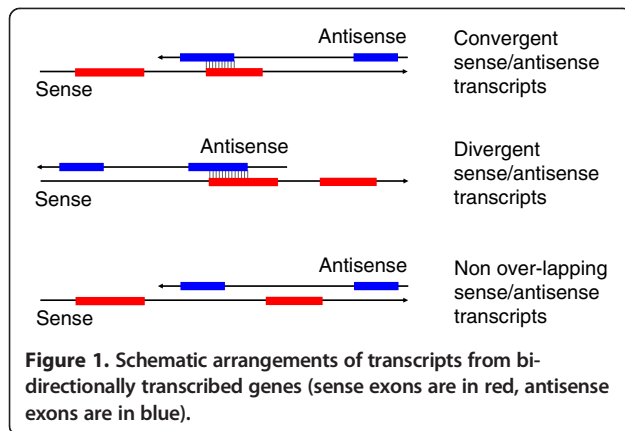 Antisense
Sense
Convergent
sense/antisense
transcripts
Antisense
Sense
Divergent
sense/antisense
transcripts
Antisense
Sense
Non over-lapping
sense/antisense
transcripts
Figure 1. Schematic arrangements of transcripts from bi-
directionally transcribed genes (sense exons are in red, antisense
exons are in blue).